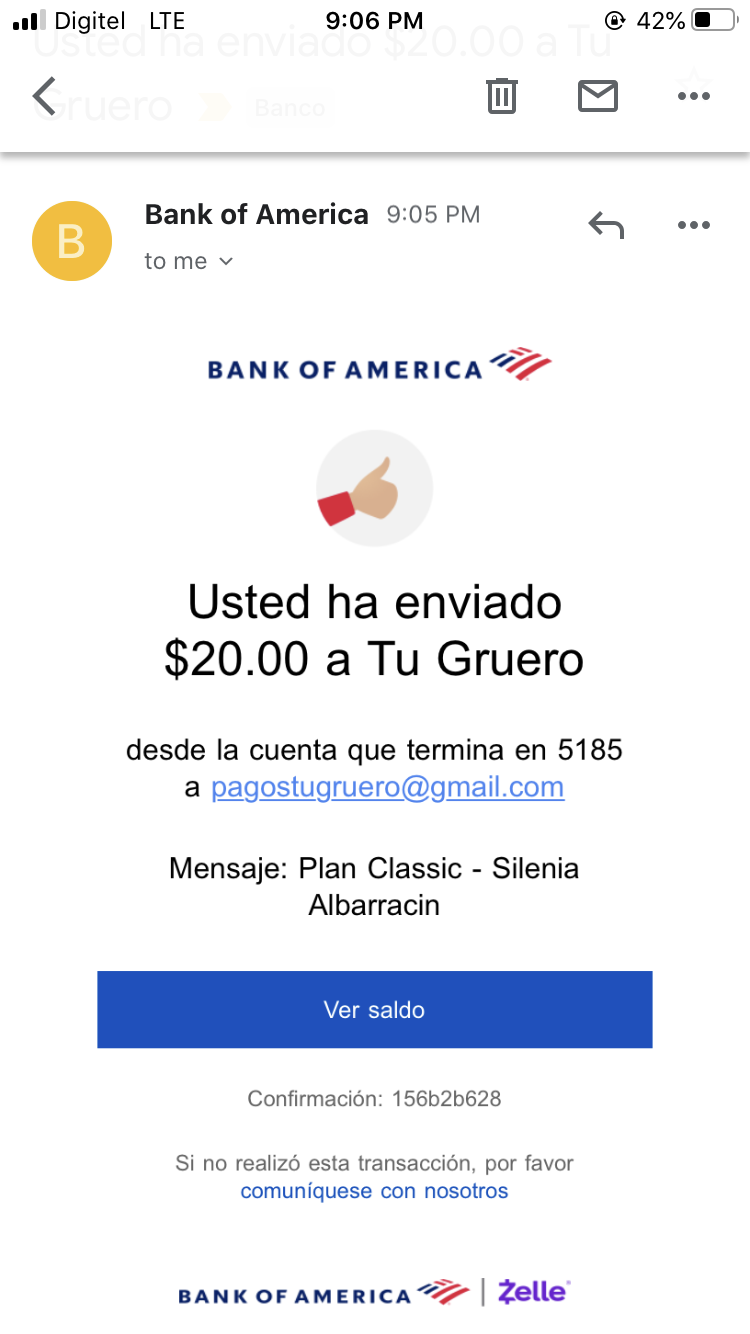 Digitel LTE 9:06 PM 42%
Usted ha enviado $20.00 a Tu
Gruero Banco
B
Bank of America 9:05 PM
to me
BANK OF AMERICA
Usted ha enviado
$20.00 a Tu Gruero
desde la cuenta que termina en 5185
a pagostugruero@gmail.com
Mensaje: Plan Classic - Silenia
Albarracin
Ver saldo
Confirmación: 156b2b628
Si no realizó esta transacción, por favor
comuníquese con nosotros
BANK OF AMERICA | Zelle®